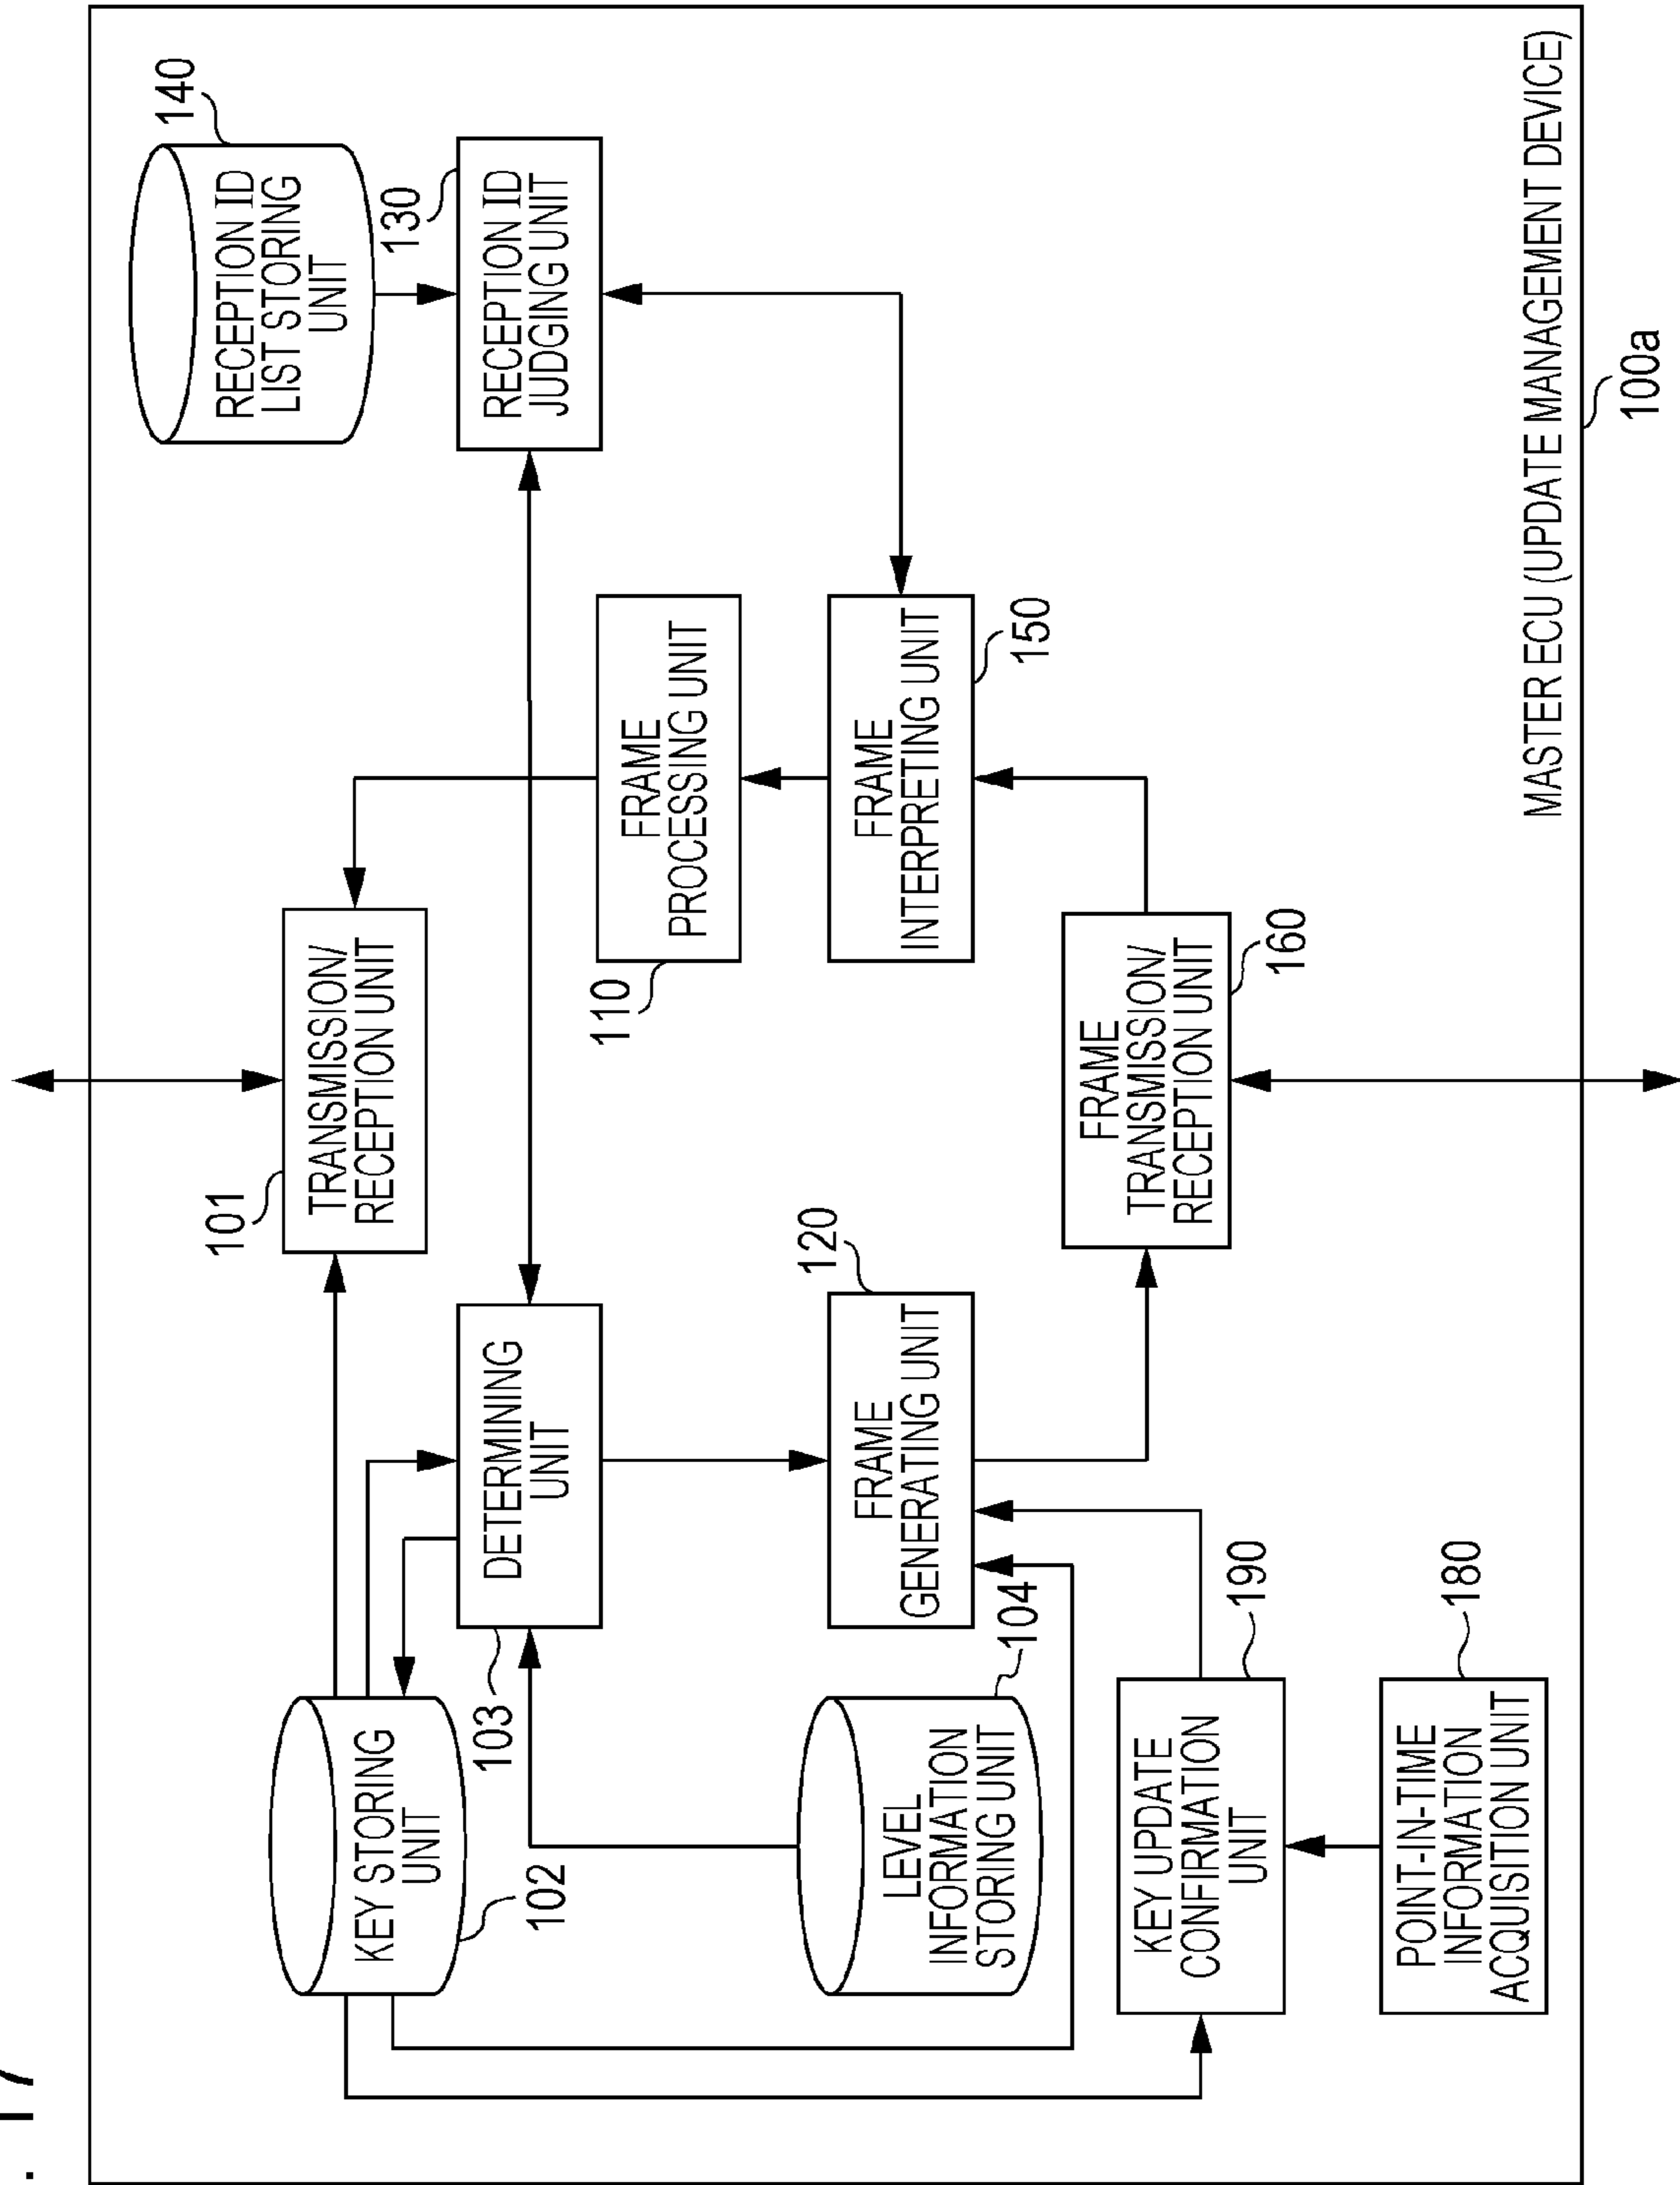 . 17
140
RECEPTION ID
LIST STORING
UNIT
101
TRANSMISSION/
RECEPTION UNIT
KEY STORING
UNIT
102
130
RECEPTION ID
JUDGING UNIT
103
DETERMINING
UNIT
110
FRAME
PROCESSING UNIT
120
FRAME
GENERATING UNIT
FRAME
INTERPRETING UNIT
150
LEVEL
INFORMATION
STORING UNIT
104
FRAME
TRANSMISSION/
RECEPTION UNIT
160
KEY UPDATE
CONFIRMATION
UNIT
190
POINT-IN-TIME
INFORMATION
ACQUISITION UNIT
180
MASTER ECU (UPDATE MANAGEMENT DEVICE)
100a